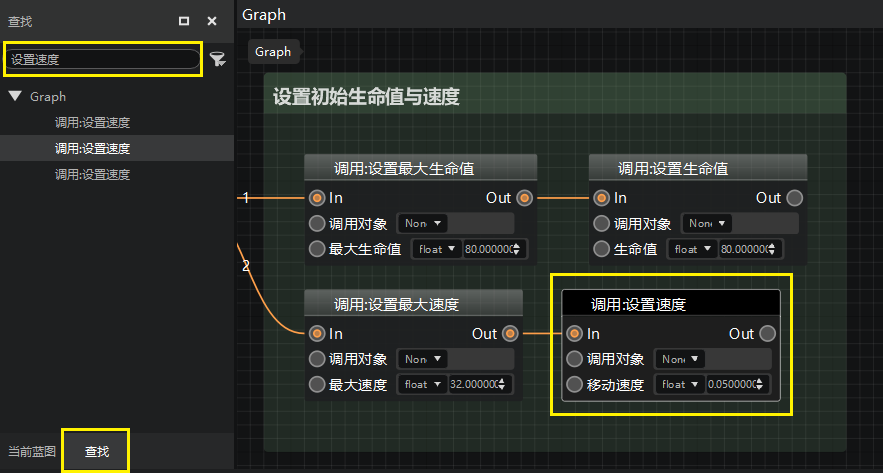 查找
设置速度
Graph
调用:设置速度
调用:设置速度
调用:设置速度
当前蓝图
查找
Graph
Graph
设置初始生命值与速度
调用:设置最大生命值
In
Out
调用对象
Non
最大生命值
float
80.000000
调用:设置生命值
In
Out
调用对象
Non
生命值
float
80.000000
1
2
调用:设置最大速度
In
Out
调用对象
Non
最大速度
float
32.000000
调用:设置速度
In
Out
调用对象
Non
移动速度
float
0.0500000